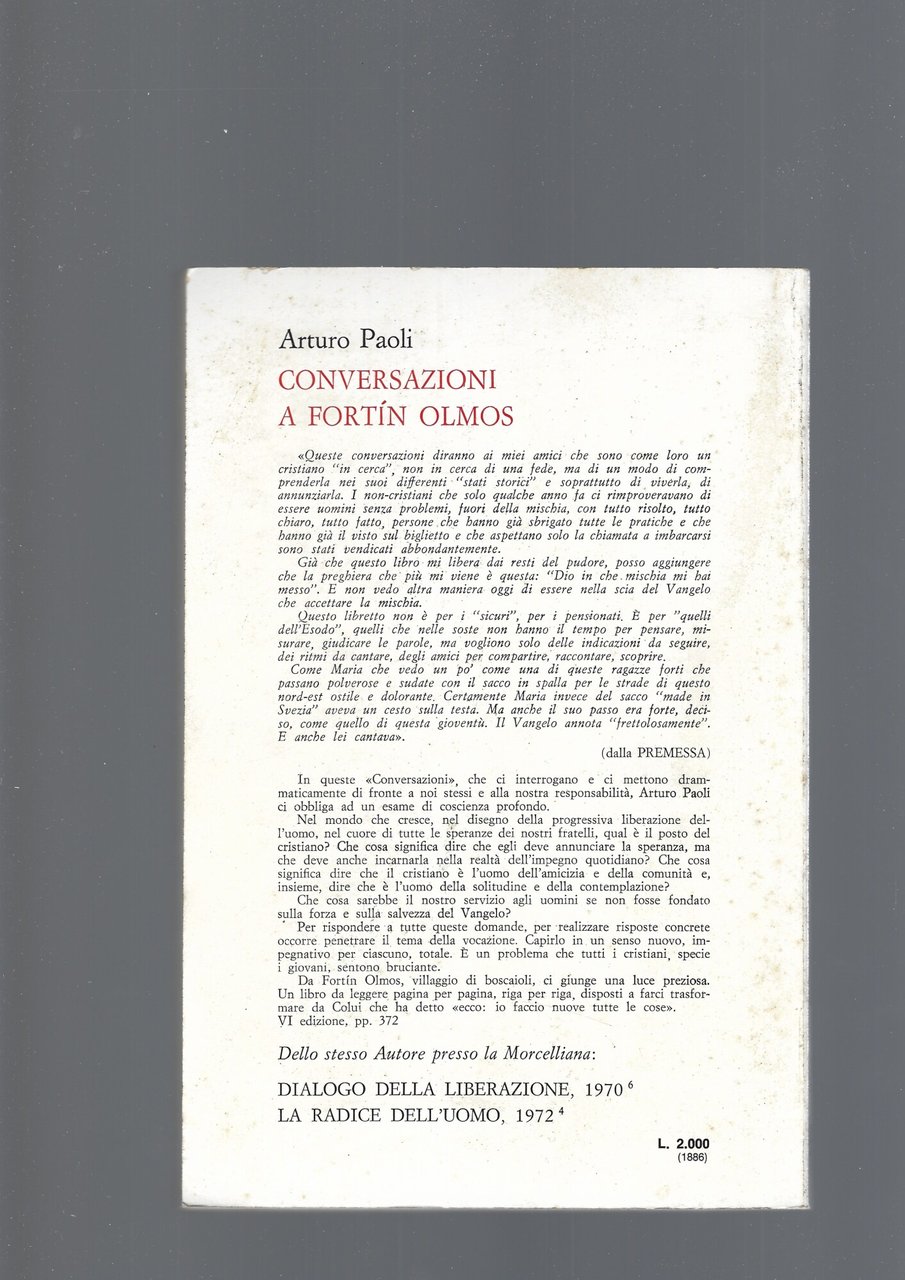 Arturo Paoli
CONVERSAZIONI
A FORTÍN OLMOS
«Queste conversazioni diranno ai miei amici che sono come loro un
cristiano "in cerca", non in cerca di una fede, ma di un modo di com-
prenderla nei suoi differenti "stati storici" e soprattutto di viverla, di
annunziarla. I non-cristiani che solo qualche anno fa ci rimproveravano di
essere uomini senza problemi, fuori della mischia, con tutto risolto, tutto
chiaro, tutto fatto, persone che hanno già sbrigato tutte le pratiche e che
hanno già il visto sul biglietto e che aspettano solo la chiamata a imbarcarsi
sono stati vendicati abbondantemente.
Già che questo libro mi libera dai resti del pudore, posso aggiungere
che la preghiera che più mi viene è questa: "Dio in che mischia mi hai
messo". E non vedo altra maniera oggi di essere nella scia del Vangelo
che accettare la mischia.
Questo libretto non è per i "sicuri", per i pensionati. È per "quelli
dell'Esodo", quelli che nelle soste non hanno il tempo per pensare, mi-
surare, giudicare le parole, ma vogliono solo delle indicazioni da seguire,
dei ritmi da cantare, degli amici per compartire, raccontare, scoprire.
Come Maria che vedo un po' come una di queste ragazze forti che
passano polverose e sudate con il sacco in spalla per le strade di questo
nord-est ostile e dolorante. Certamente Maria invece del sacco "made in
Svezia" aveva un cesto sulla testa. Ma anche il suo passo era forte, deci-
so, come quello di questa gioventù. Il Vangelo annota "frettolosamente".
E anche lei cantava».
(dalla PREMESSA)
In queste «Conversazioni», che ci interrogano e ci mettono dram-
maticamente di fronte a noi stessi e alla nostra responsabilità, Arturo Paoli
ci obbliga ad un esame di coscienza profondo.
Nel mondo che cresce, nel disegno della progressiva liberazione del-
l'uomo, nel cuore di tutte le speranze dei nostri fratelli, qual è il posto del
cristiano? Che cosa significa dire che egli deve annunciare la speranza, ma
che deve anche incarnarla nella realtà dell'impegno quotidiano? Che cosa
significa dire che il cristiano è l'uomo dell'amicizia e della comunità e,
insieme, dire che è l'uomo della solitudine e della contemplazione?
Che cosa sarebbe il nostro servizio agli uomini se non fosse fondato
sulla forza e sulla salvezza del Vangelo?
Per rispondere a tutte queste domande, per realizzare risposte concrete
occorre penetrare il tema della vocazione. Capirlo in un senso nuovo, im-
pegnativo per ciascuno, totale. È un problema che tutti i cristiani, specie
i giovani, sentono bruciante.
Da Fortín Olmos, villaggio di boscaioli, ci giunge una luce preziosa.
Un libro da leggere pagina per pagina, riga per riga, disposti a farci trasfor-
mare da Colui che ha detto «ecco: io faccio nuove tutte le cose».
VI edizione, pp. 372
Dello stesso Autore presso la Morcelliana:
DIALOGO DELLA LIBERAZIONE, 1970⁶
LA RADICE DELL'UOMO, 1972⁴
L. 2.000
(1886)